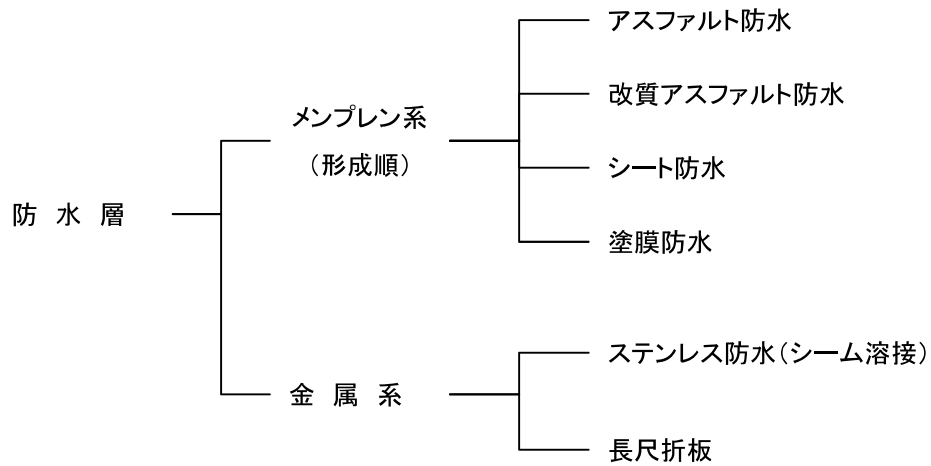 防水層
メンプレン系
（形成順）
アスファルト防水
改質アスファルト防水
シート防水
塗膜防水
金属系
ステンレス防水（シーム溶接）
長尺折板